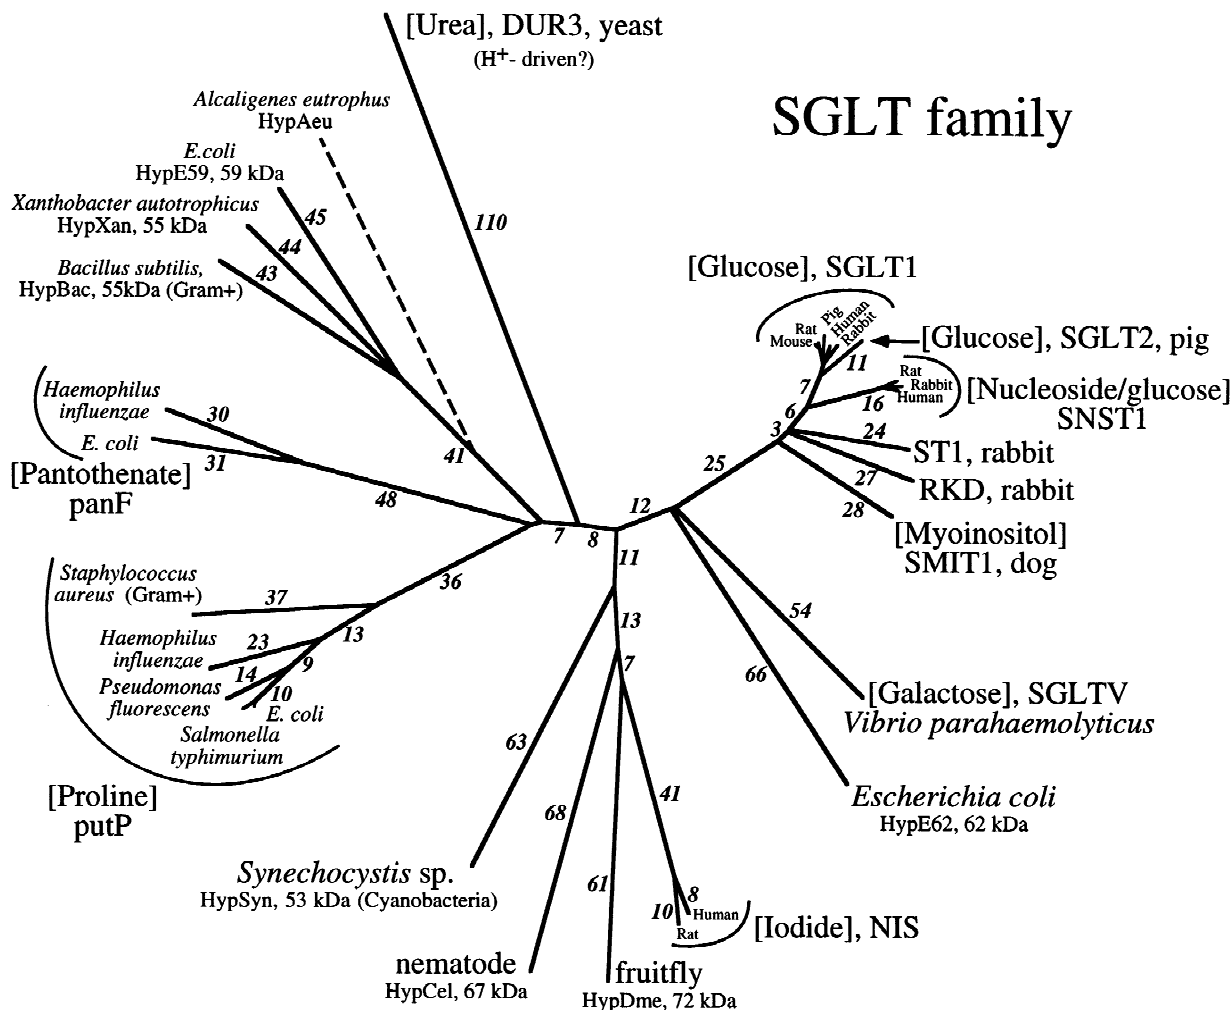 [Urea], DUR3, yeast
(H+- driven?)
SGLT family
Alcaligenes eutrophus
HypAeu
E.coli
HypE59, 59 kDa
Xanthobacter autotrophicus
HypXan, 55 kDa
Bacillus subtilis,
HypBac, 55kDa (Gram+)
45
44
43
110
[Glucose], SGLT1
Pig
Human
Rabbit
Rat
Mouse
11
[Glucose], SGLT2, pig
7
Rat
Rabbit
Human
16
[Nucleoside/glucose]
SNST1
6
3
24
ST1, rabbit
27
RKD, rabbit
28
[Myoinositol]
SMIT1, dog
25
12
Haemophilus
influenzae
30
E. coli
31
[Pantothenate]
panF
48
41
7
8
11
36
Staphylococcus
aureus (Gram+)
37
13
Haemophilus
influenzae
23
9
Pseudomonas
fluorescens
14
10
E. coli
Salmonella
typhimurium
[Proline]
putP
13
7
54
66
[Galactose], SGLTV
Vibrio parahaemolyticus
Escherichia coli
HypE62, 62 kDa
63
68
61
41
Synechocystis sp.
HypSyn, 53 kDa (Cyanobacteria)
8
10
Human
Rat
[Iodide], NIS
nematode
HypCel, 67 kDa
fruitfly
HypDme, 72 kDa